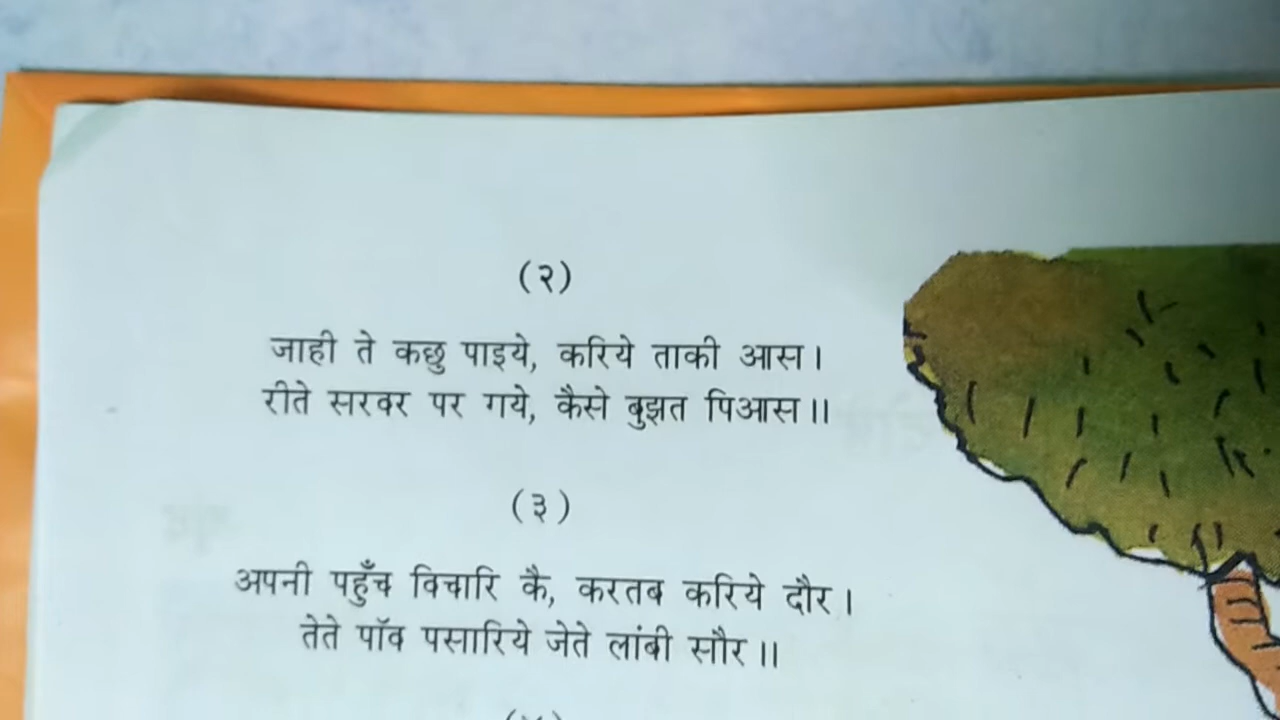 (२)
जाही ते कछु पाइये, करिये ताकी आस।
रीते सरवर पर गये, कैसे बुझत पिआस॥
(३)
अपनी पहुँच विचारि कै, करतब करिये दौर।
तेते पॉव पसारिये जेते लांबी सौर॥